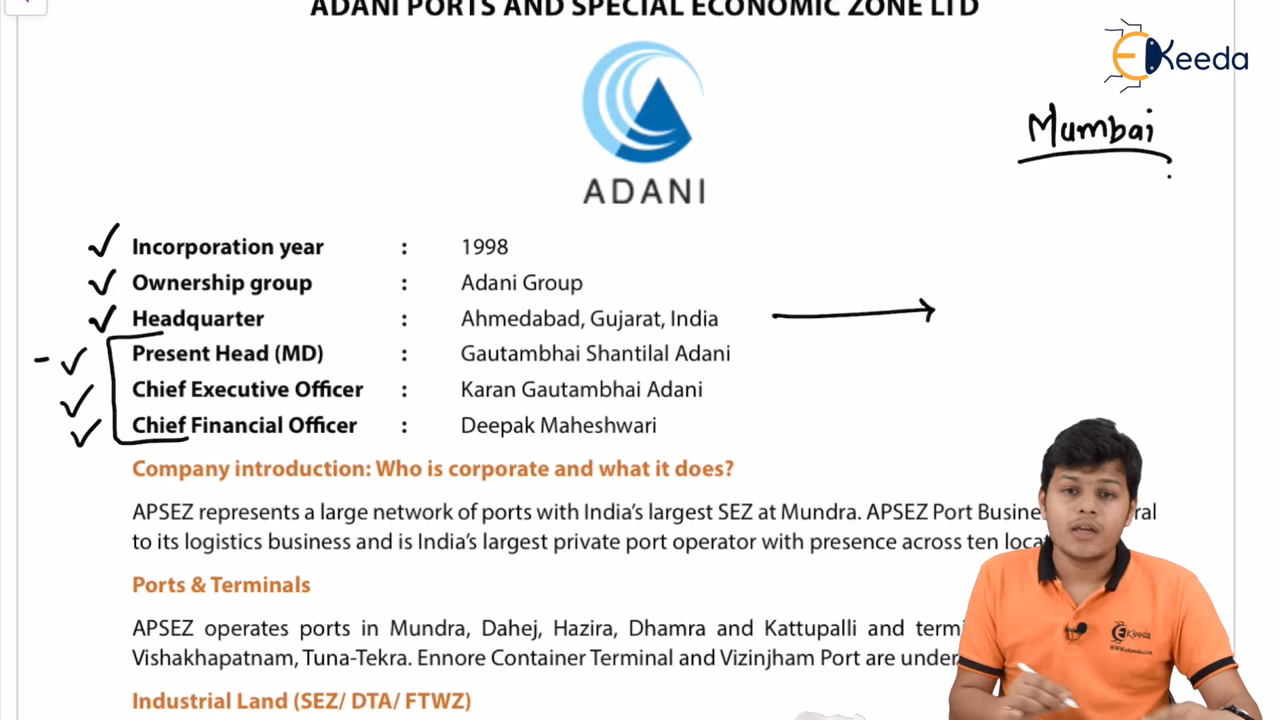 ADANI PORTS AND SPECIAL ECONOMIC ZONE LTD
EKeeda
Mumbai
ADANI
Incorporation year : 1998
Ownership group : Adani Group
Headquarter : Ahmedabad, Gujarat, India
Present Head (MD) : Gautambhai Shantilal Adani
Chief Executive Officer : Karan Gautambhai Adani
Chief Financial Officer : Deepak Maheshwari
Company introduction: Who is corporate and what it does?
APSEZ represents a large network of ports with India's largest SEZ at Mundra. APSEZ Port
to its logistics business and is India's largest private port operator with presence across ten
Ports & Terminals
APSEZ operates ports in Mundra, Dahej, Hazira, Dhamra and Kattupalli and
Vishakhapatnam, Tuna-Tekra. Ennore Container Terminal and Vizinjham Port are
Industrial Land (SEZ/ DTA/ FTWZ)
EKeeda